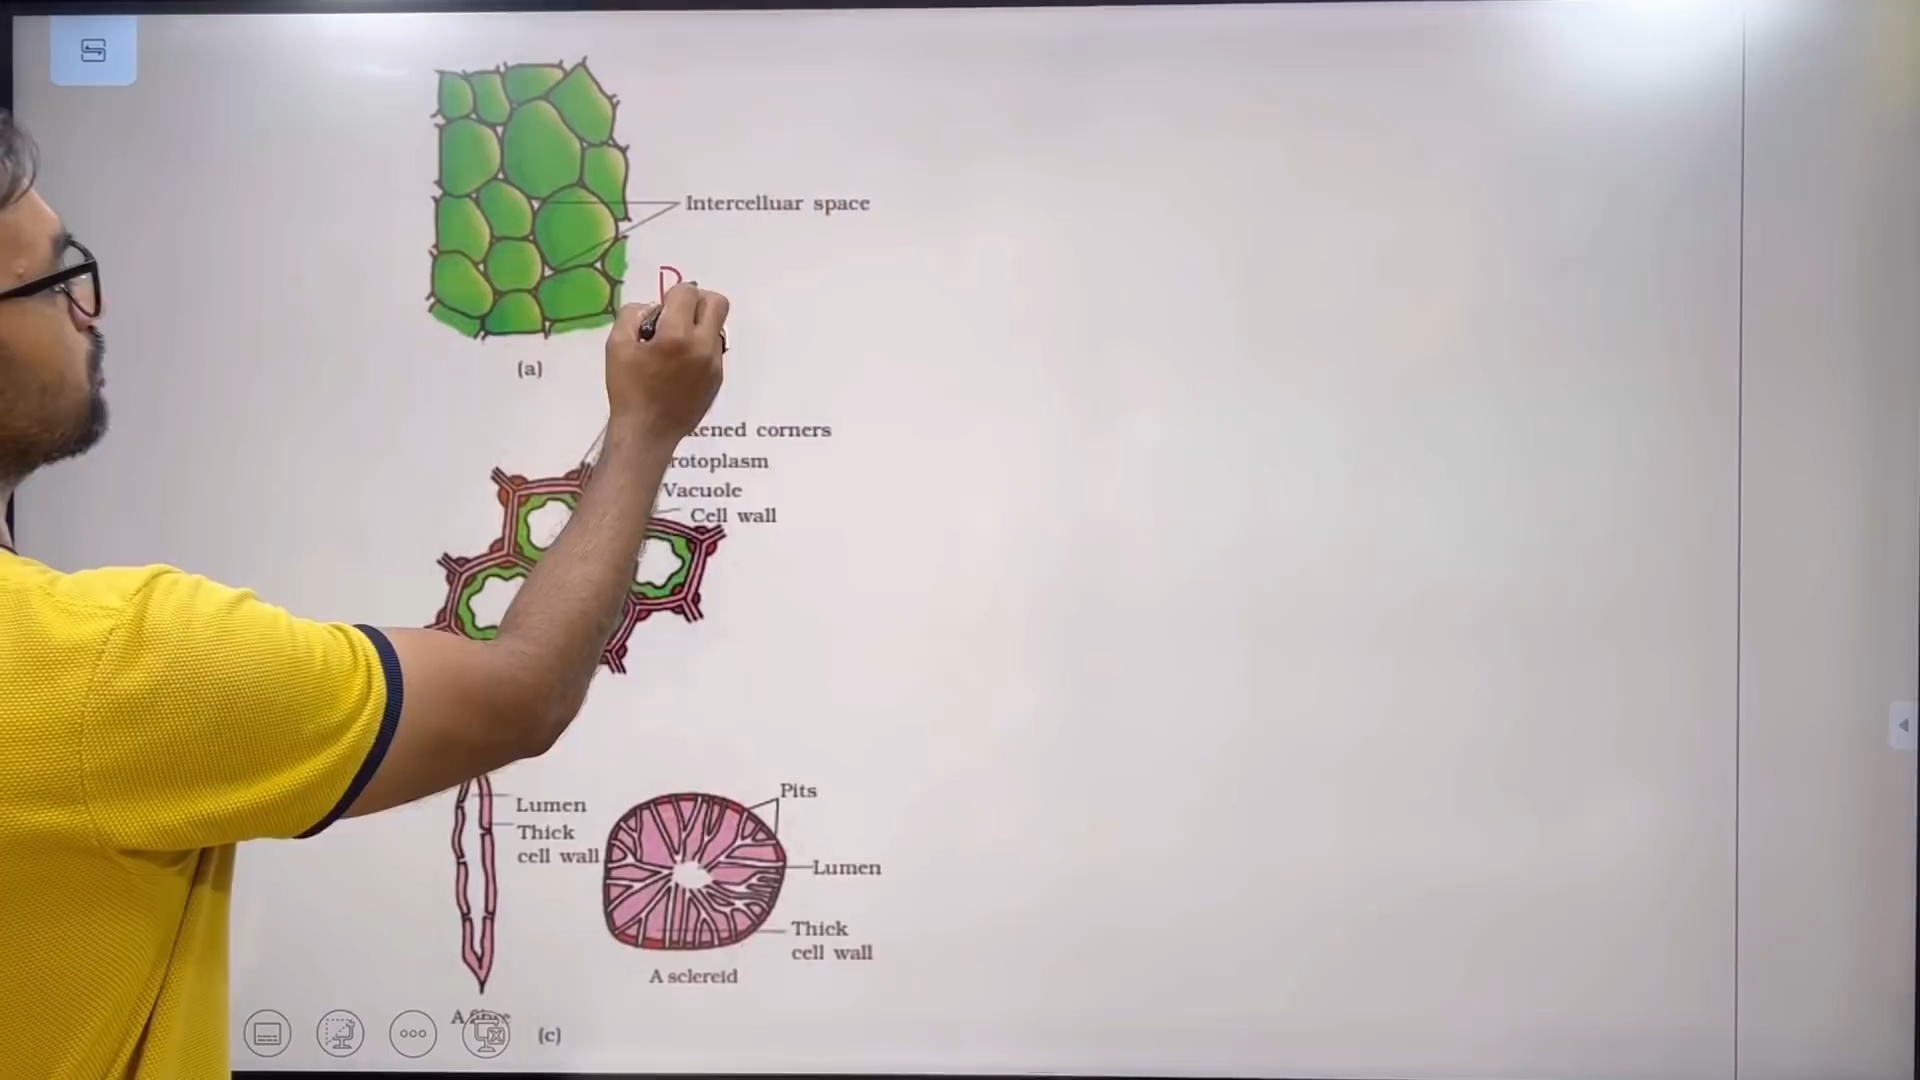 Intercelluar space
P
(a)
kened corners
rotoplasm
Vacuole
Cell wall
Lumen
Thick
cell wall
Pits
Lumen
Thick
cell wall
A sclereid
(c)